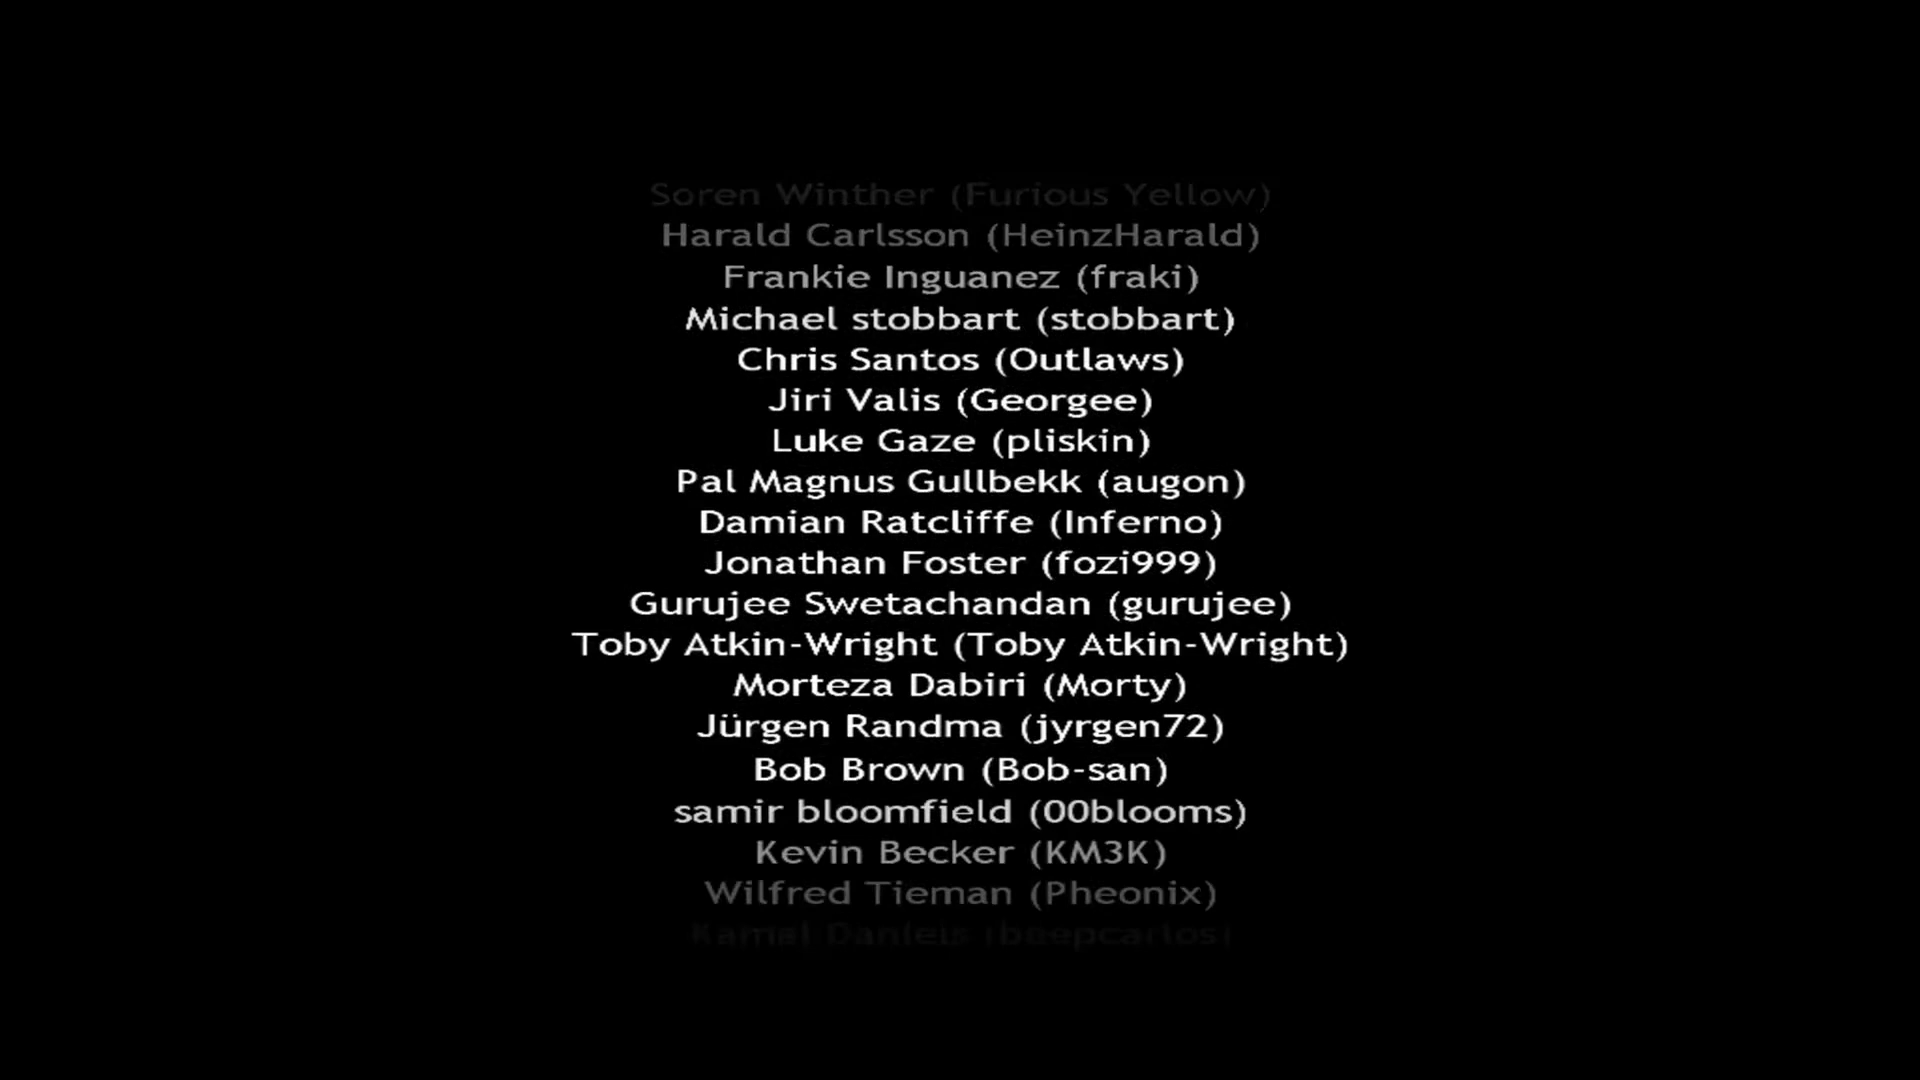 Soren Winther (Furious Yellow)
Harald Carlsson (HeinzHarald)
Frankie Inguanez (fraki)
Michael stobbart (stobbart)
Chris Santos (Outlaws)
Jiri Valis (Georgee)
Luke Gaze (pliskin)
Pal Magnus Gullbekk (augon)
Damian Ratcliffe (Inferno)
Jonathan Foster (fozi999)
Gurujee Swetachandan (gurujee)
Toby Atkin-Wright (Toby Atkin-Wright)
Morteza Dabiri (Morty)
Jürgen Randma (jyrgen72)
Bob Brown (Bob-san)
samir bloomfield (00blooms)
Kevin Becker (KM3K)
Wilfred Tieman (Pheonix)
Kamal Daniels (beepcarlos)